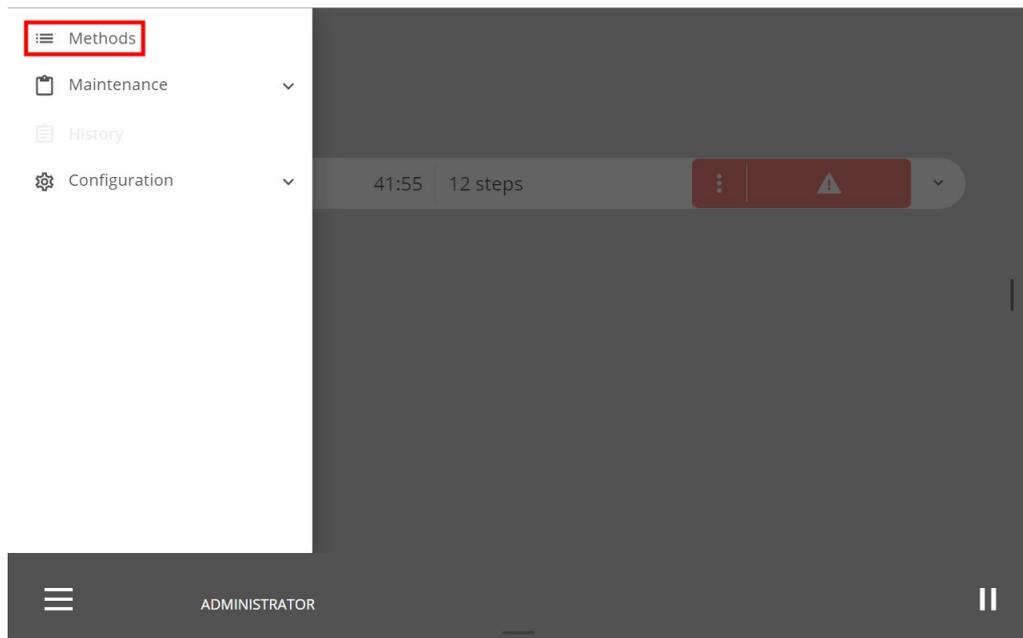 Methods
Maintenance
History
Configuration
41:55 12 steps
ADMINISTRATOR